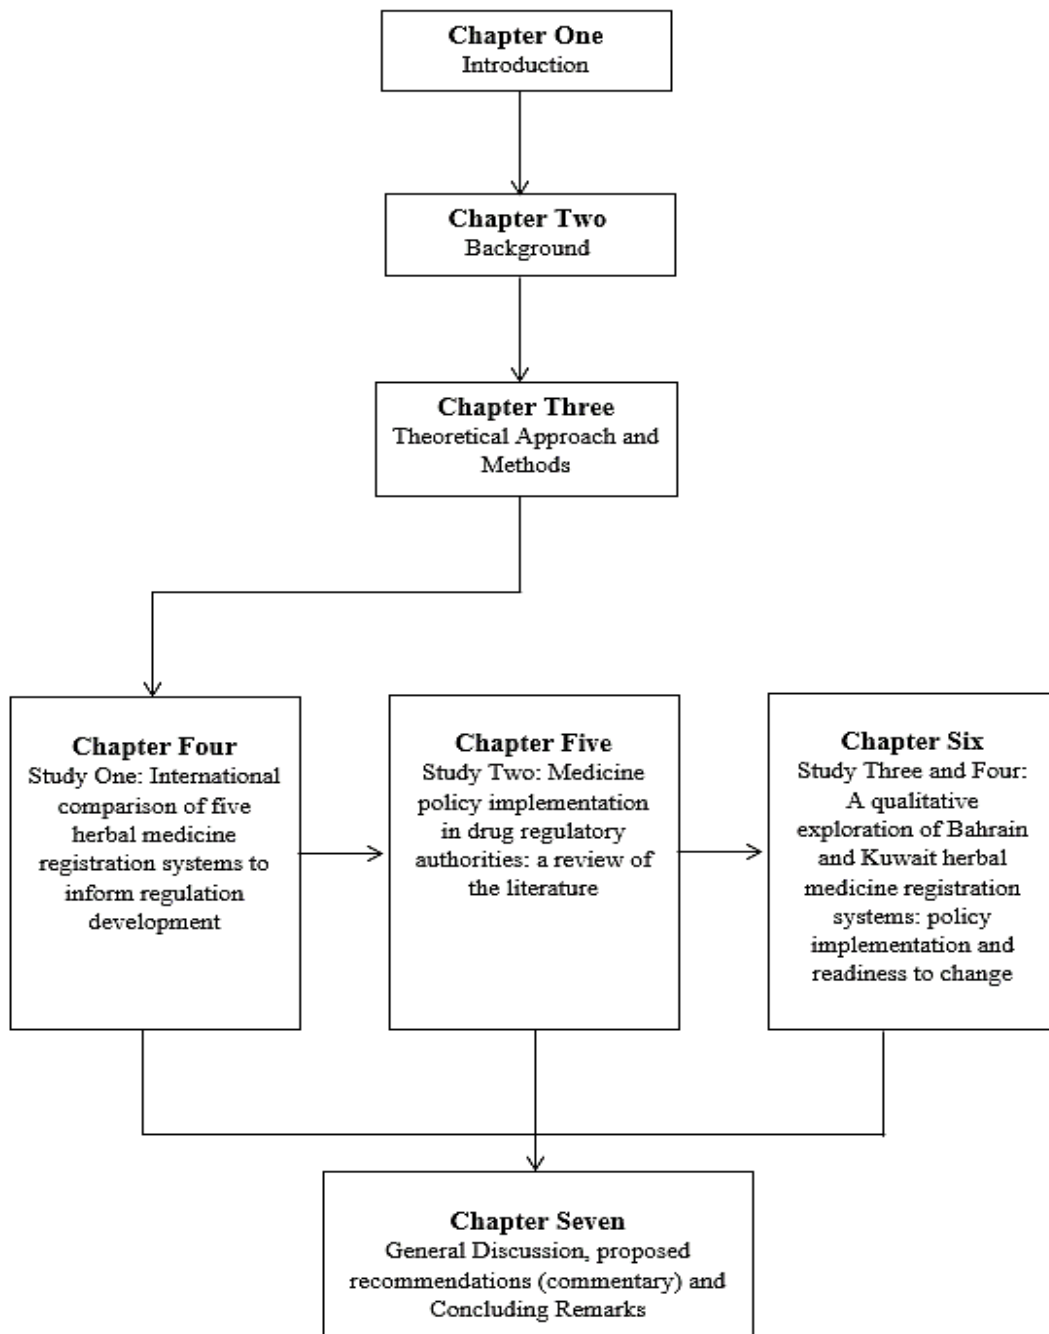 Chapter One
Introduction
Chapter Two
Background
Chapter Three
Theoretical Approach and
Methods
Chapter Four
Study One: International
comparison of five
herbal medicine
registration systems to
inform regulation
development
Chapter Five
Study Two: Medicine
policy implementation
in drug regulatory
authorities: a review of
the literature
Chapter Six
Study Three and Four:
A qualitative
exploration of Bahrain
and Kuwait herbal
medicine registration
systems: policy
implementation and
readiness to change
Chapter Seven
General Discussion, proposed
recommendations (commentary) and
Concluding Remarks